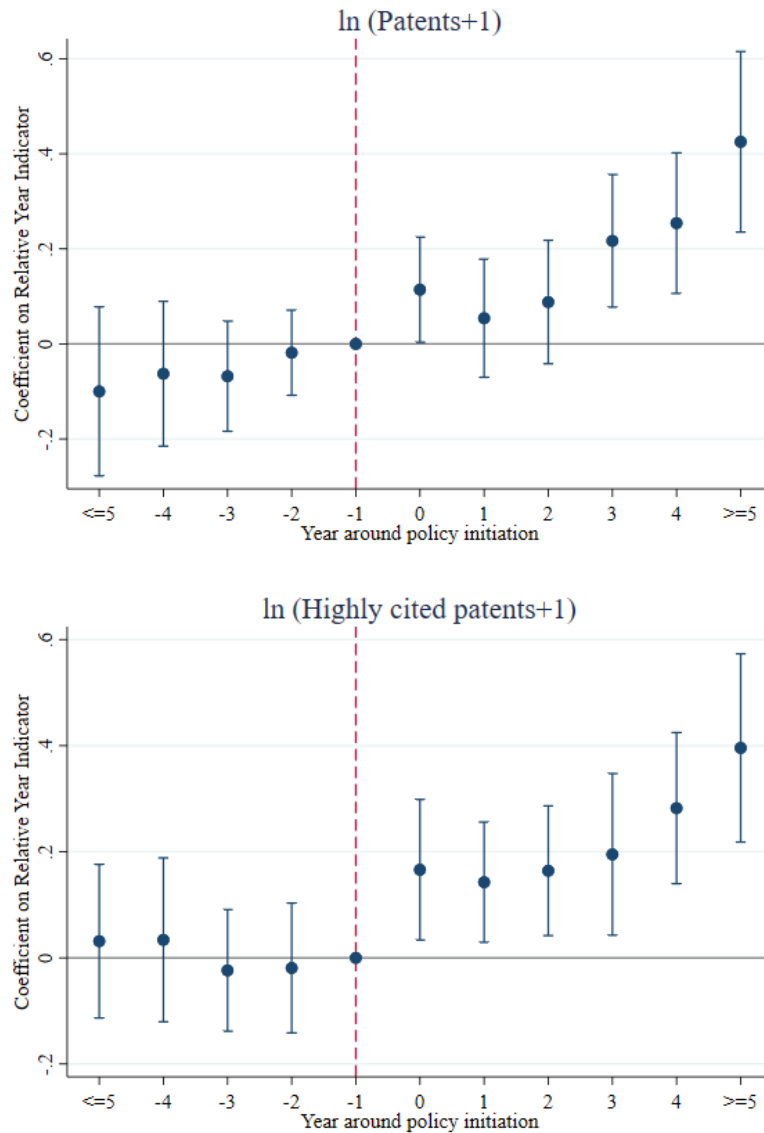 ln (Patents+1)
Coefficient on Relative Year Indicator
.6
.4
.2
0
-.2
<=5 -4 -3 -2 -1 0 1 2 3 4 >=5
Year around policy initiation
ln (Highly cited patents+1)
Coefficient on Relative Year Indicator
.6
.4
.2
0
-.2
<=5 -4 -3 -2 -1 0 1 2 3 4 >=5
Year around policy initiation